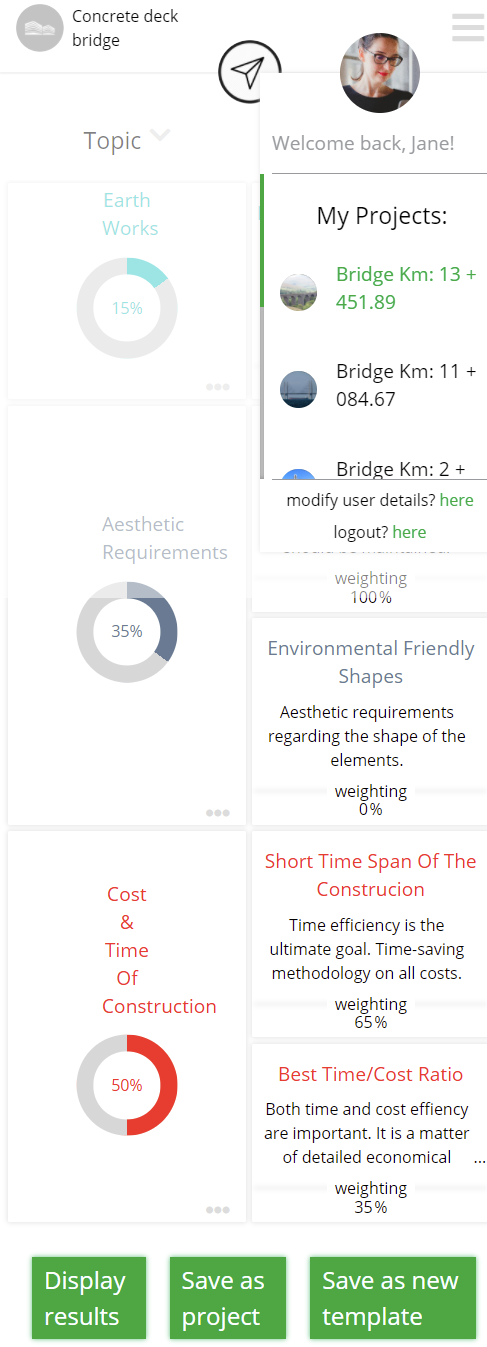 Concrete deck
bridge
Topic
Welcome back, Jane!
My Projects:
Bridge Km: 13 +
451.89
Bridge Km: 11 +
084.67
Bridge Km: 2 +
modify user details? here
logout? here
Earth
Works
15%
Aesthetic
Requirements
35%
should be maintained.
weighting
100%
Environmental Friendly
Shapes
Aesthetic requirements
regarding the shape of the
elements.
weighting
0%
Cost
&
Time
Of
Construction
50%
Short Time Span Of The
Construcion
Time efficiency is the
ultimate goal. Time-saving
methodology on all costs.
weighting
65%
Best Time/Cost Ratio
Both time and cost effiency
are important. It is a matter
of detailed economical ...
weighting
35%
Display
results
Save as
project
Save as new
template